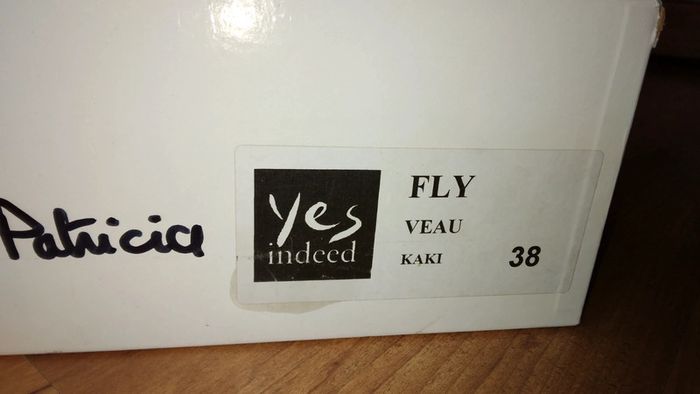 Patricia
yes
indeed
FLY
VEAU
KAKI 38